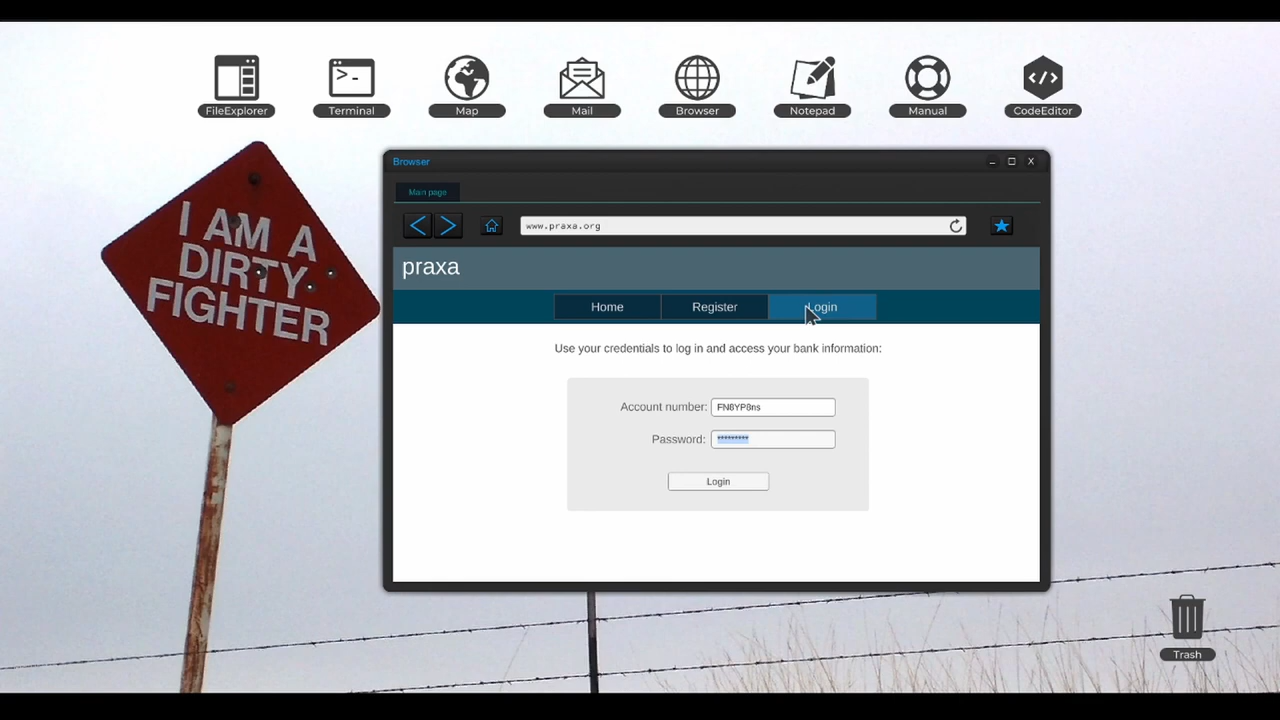 FileExplorer
Terminal
Map
Mail
Browser
Notepad
Manual
CodeEditor
I AM A
DIRTY
FIGHTER
Browser
Main page
www.praxa.org
praxa
Home
Register
Login
Use your credentials to log in and access your bank information:
Account number: FN8YP8ns
Password: *********
Login
Trash